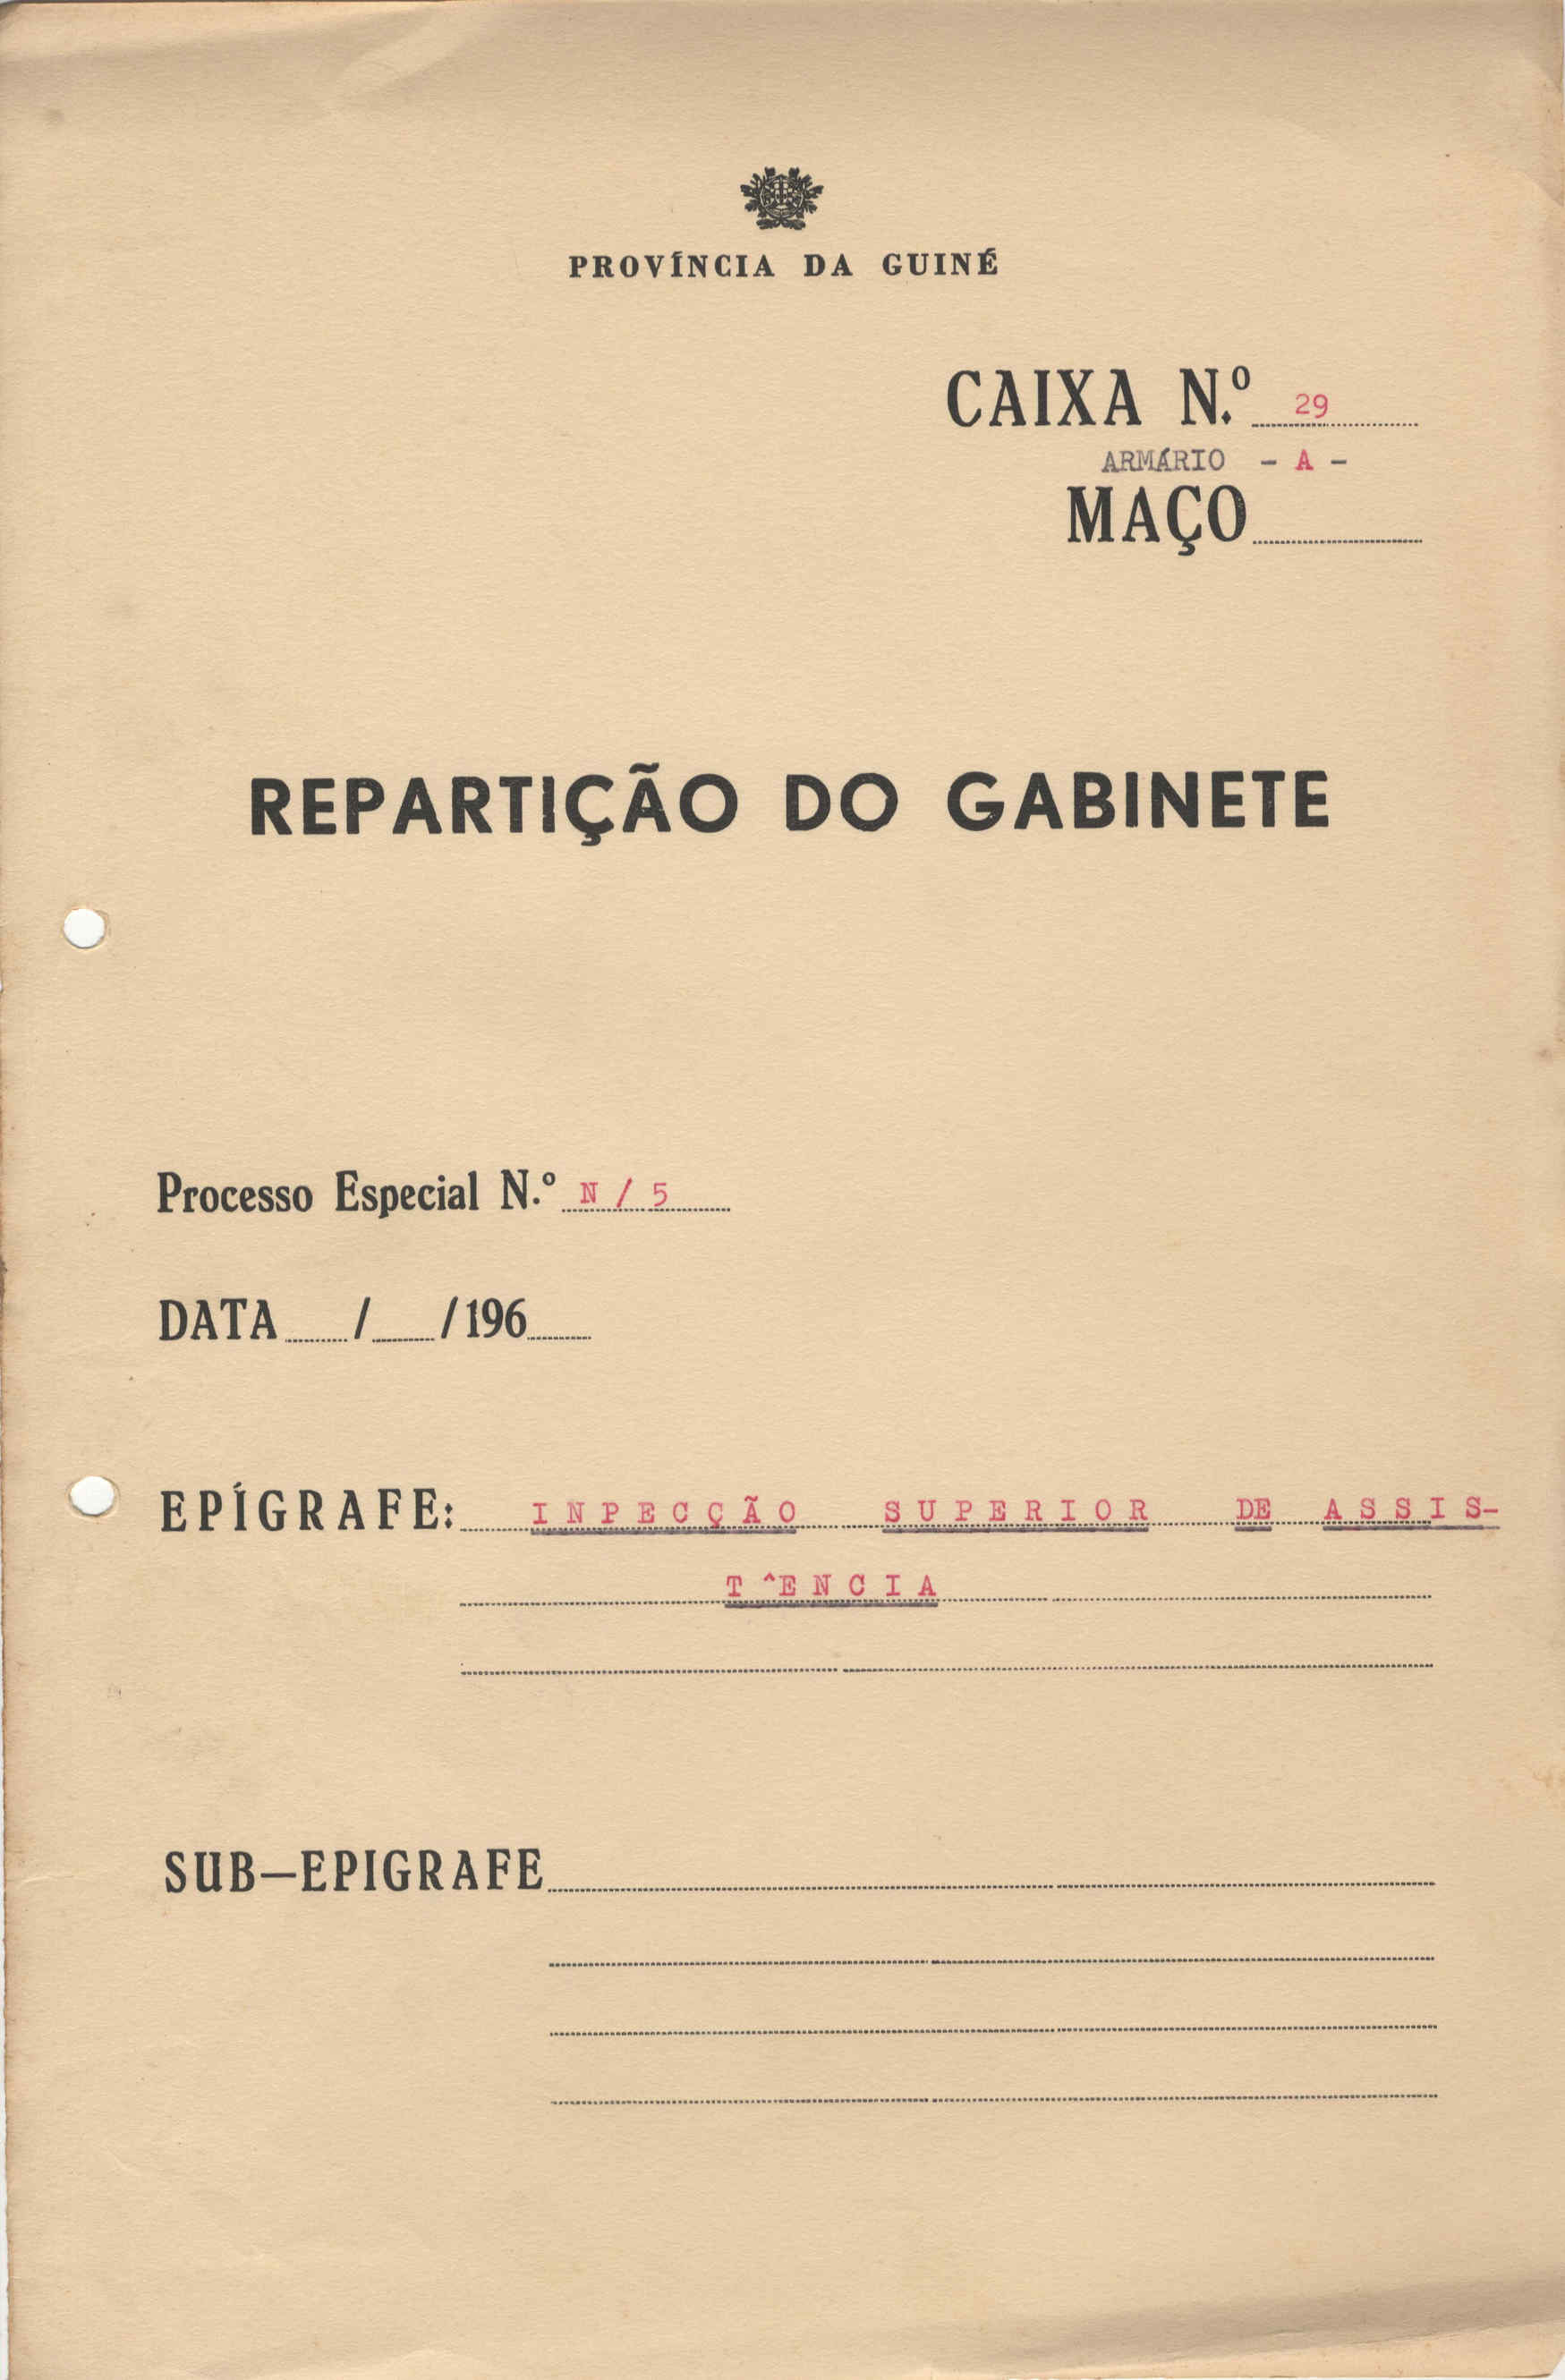 PROVÍNCIA DA GUINÉ
CAIXA N.º 29
ARMÁRIO - A -
MAÇO
REPARTIÇÃO DO GABINETE
Processo Especial N.º N / 5
DATA / /196
EPÍGRAFE: INPECÇÃO SUPERIOR DE ASSIS-
T^ENCIA
SUB-EPIGRAFE